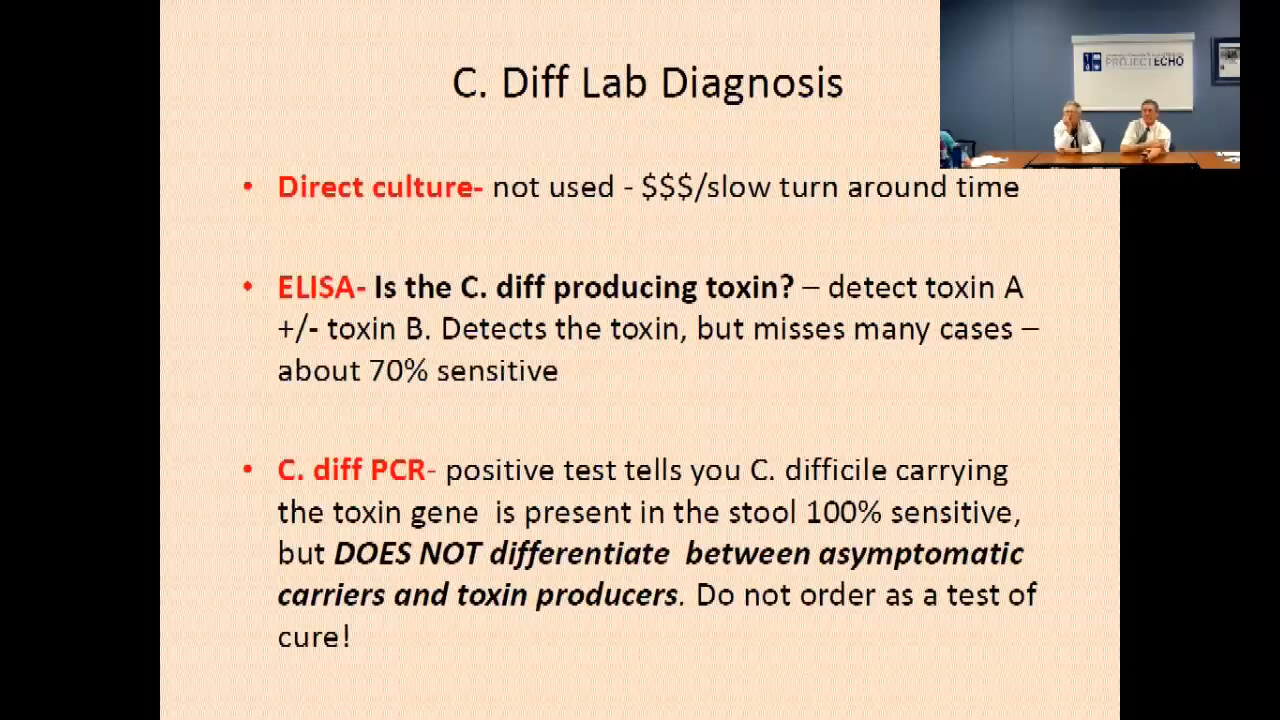 C. Diff Lab Diagnosis
PROJECT ECHO
• Direct culture- not used - $$$/slow turn around time
• ELISA- Is the C. diff producing toxin? – detect toxin A
+/- toxin B. Detects the toxin, but misses many cases –
about 70% sensitive
• C. diff PCR- positive test tells you C. difficile carrying
the toxin gene is present in the stool 100% sensitive,
but DOES NOT differentiate between asymptomatic
carriers and toxin producers. Do not order as a test of
cure!